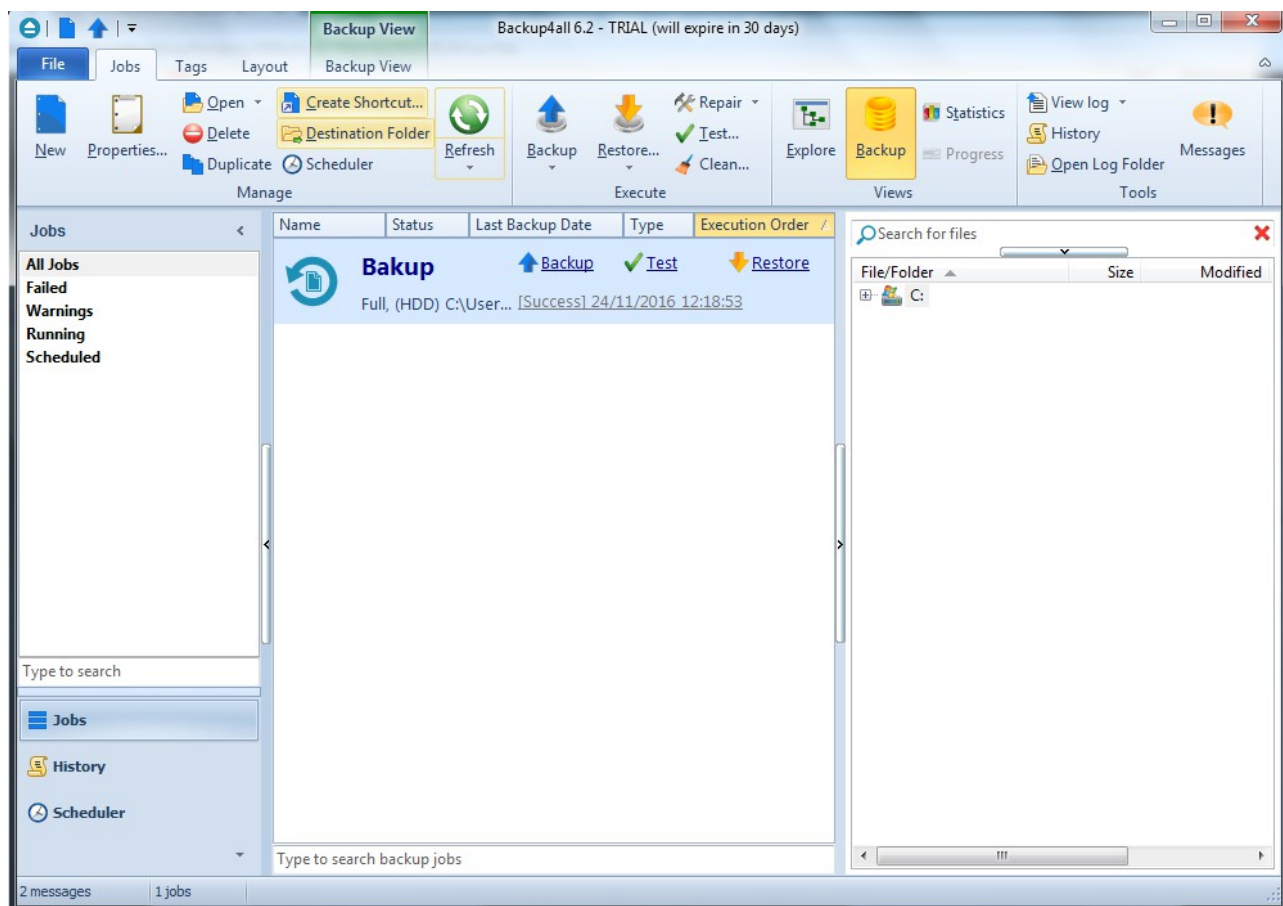 Backup View
Backup4all 6.2 - TRIAL (will expire in 30 days)
File
Jobs
Tags
Layout
Backup View
New
Properties...
Open
Delete
Duplicate
Create Shortcut...
Destination Folder
Scheduler
Refresh
Manage
Backup
Restore...
Repair
Test...
Clean...
Execute
Explore
Backup
Statistics
Progress
Views
View log
History
Open Log Folder
Messages
Tools
Jobs
All Jobs
Failed
Warnings
Running
Scheduled
Type to search
Jobs
History
Scheduler
Name Status Last Backup Date Type Execution Order
Bakup Backup Test Restore
Full, (HDD) C:\User... [Success] 24/11/2016 12:18:53
Type to search backup jobs
Search for files
File/Folder Size Modified
C:
2 messages 1 jobs